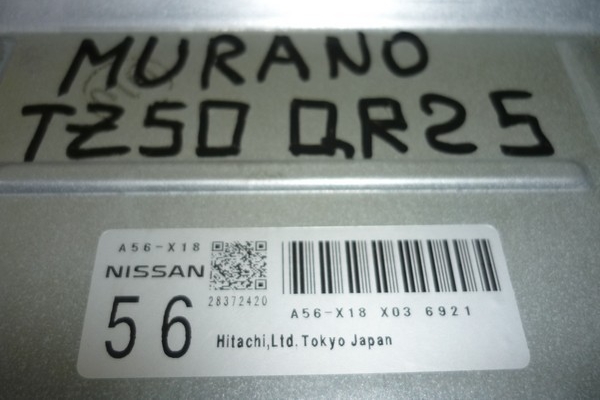 MURANO
TZ50 QR25
A56-X18
NISSAN
28372420
56
A56-X18 X03 6921
Hitachi,Ltd.Tokyo Japan